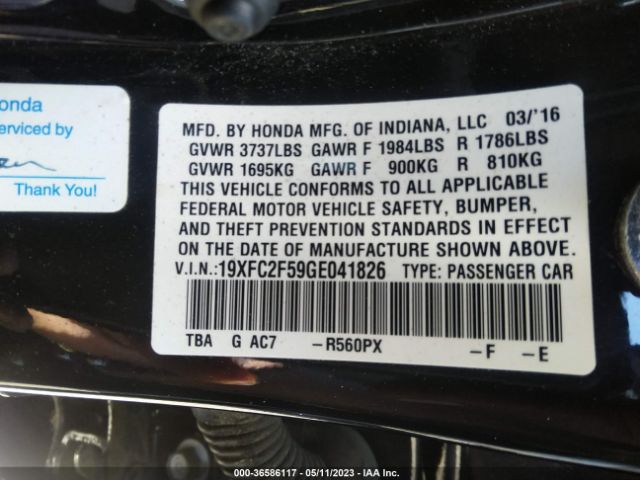 onda
erviced by
Thank You!
MFD. BY HONDA MFG. OF INDIANA, LLC 03/'16
GVWR 3737LBS GAWR F 1984LBS R 1786LBS
GVWR 1695KG GAWR F 900KG R 810KG
THIS VEHICLE CONFORMS TO ALL APPLICABLE
FEDERAL MOTOR VEHICLE SAFETY, BUMPER,
AND THEFT PREVENTION STANDARDS IN EFFECT
ON THE DATE OF MANUFACTURE SHOWN ABOVE.
V.I.N.:19XFC2F59GE041826 TYPE: PASSENGER CAR
TBA G AC7 -R560PX -F -E
000-36586117 - 05/11/2023 - IAA Inc.